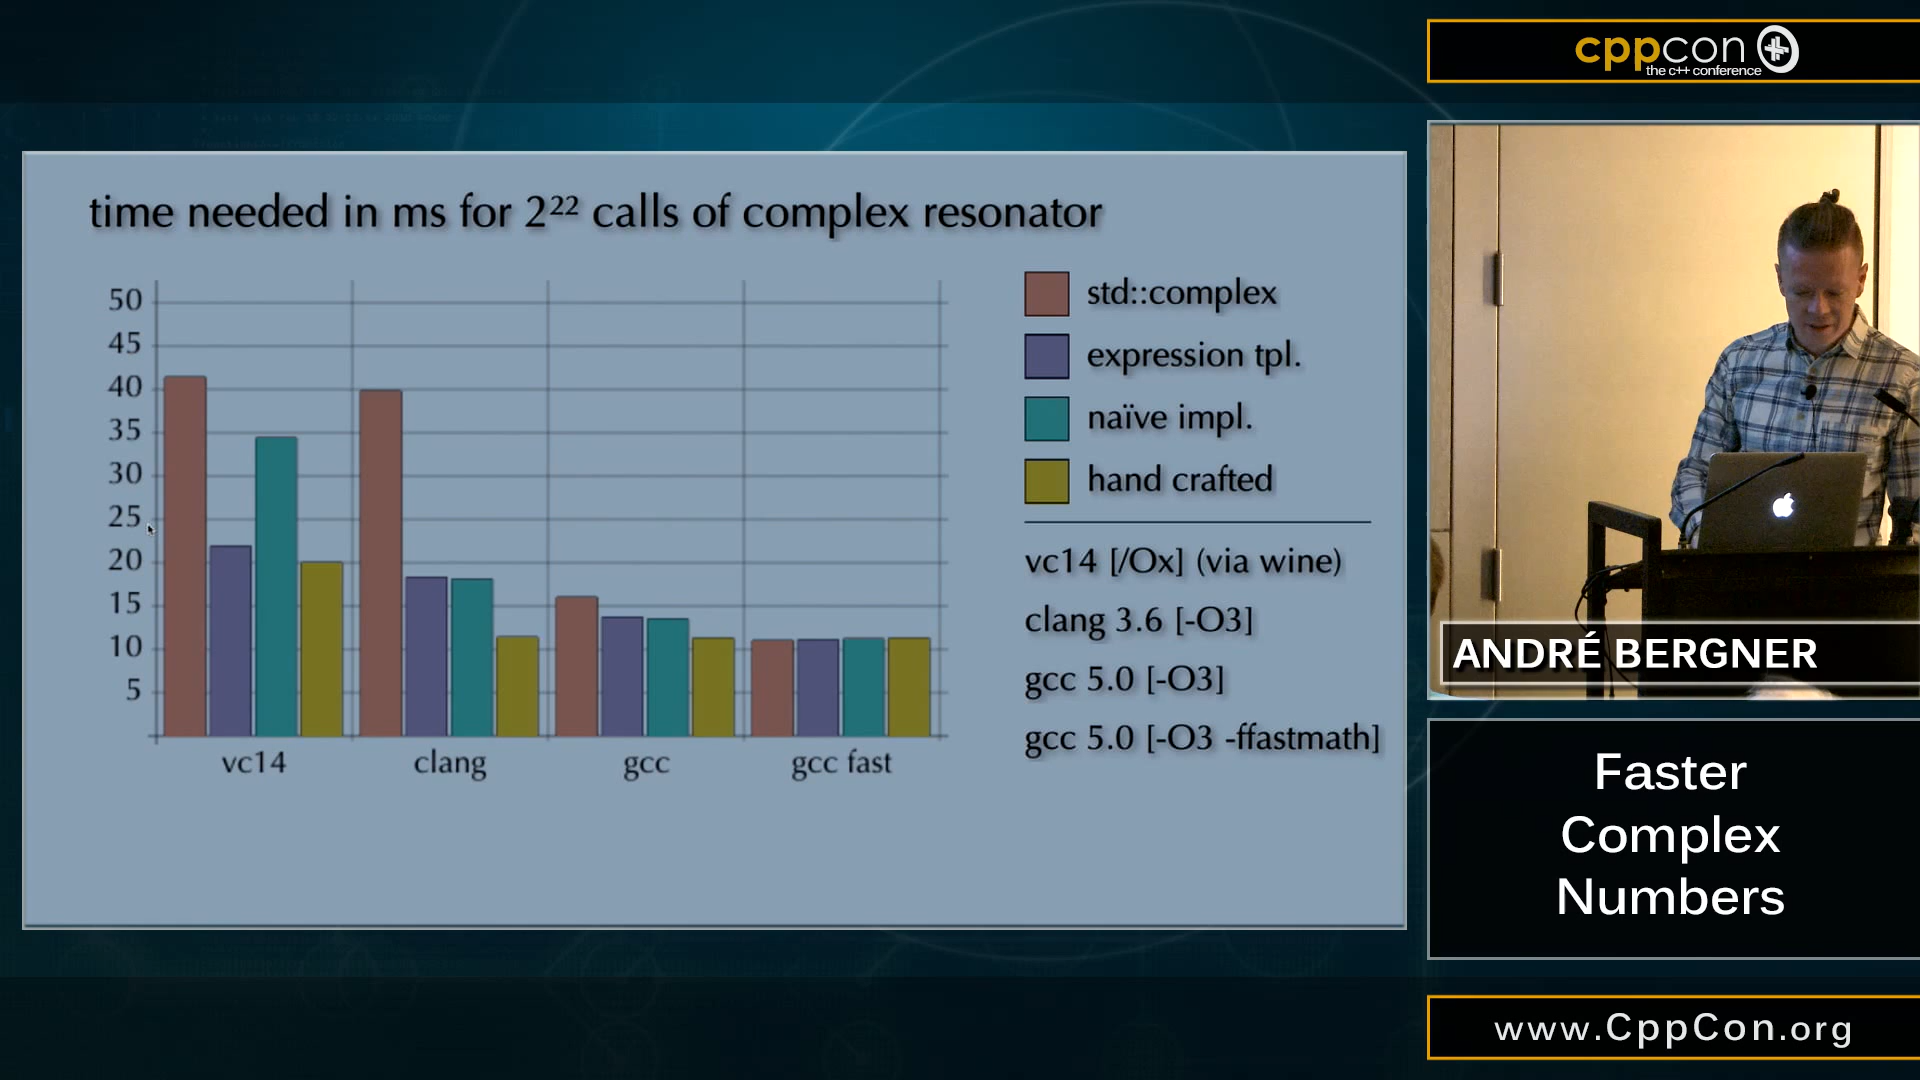 cppcon
the c++ conference
time needed in ms for 2²² calls of complex resonator
50
45
40
35
30
25
20
15
10
5
vc14
clang
gcc
gcc fast
std::complex
expression tpl.
naïve impl.
hand crafted
vc14 [/Ox] (via wine)
clang 3.6 [-O3]
gcc 5.0 [-O3]
gcc 5.0 [-O3 -ffastmath]
ANDRÉ BERGNER
Faster
Complex
Numbers
www.CppCon.org